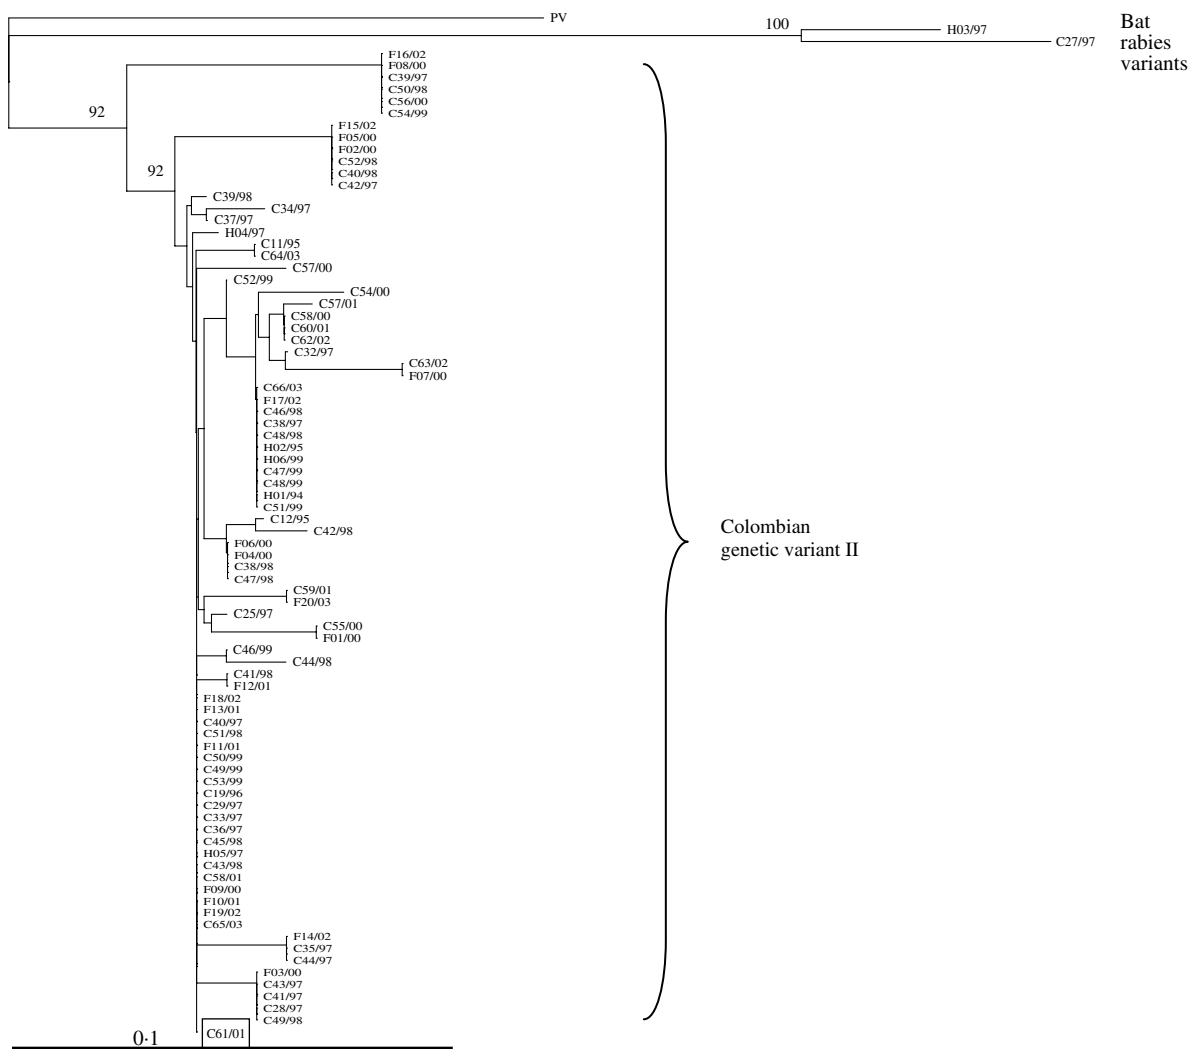 PV
100
H03/97
C27/97
Bat
rabies
variants
F16/02
F08/00
C39/97
C50/98
C56/00
C54/99
92
F15/02
F05/00
F02/00
C52/98
C40/98
C42/97
92
C39/98
C34/97
C37/97
H04/97
C11/95
C64/03
C57/00
C52/99
C54/00
C57/01
C58/00
C60/01
C62/02
C32/97
C63/02
F07/00
C66/03
F17/02
C46/98
C38/97
C48/98
H02/95
H06/99
C47/99
C48/99
H01/94
C51/99
C12/95
C42/98
Colombian
genetic variant II
F06/00
F04/00
C38/98
C47/98
C59/01
F20/03
C25/97
C55/00
F01/00
C46/99
C44/98
C41/98
F12/01
F18/02
F13/01
C40/97
C51/98
F11/01
C50/99
C49/99
C53/99
C19/96
C29/97
C33/97
C36/97
C45/98
H05/97
C43/98
C58/01
F09/00
F10/01
F19/02
C65/03
F14/02
C35/97
C44/97
F03/00
C43/97
C41/97
C28/97
C49/98
C61/01
0·1